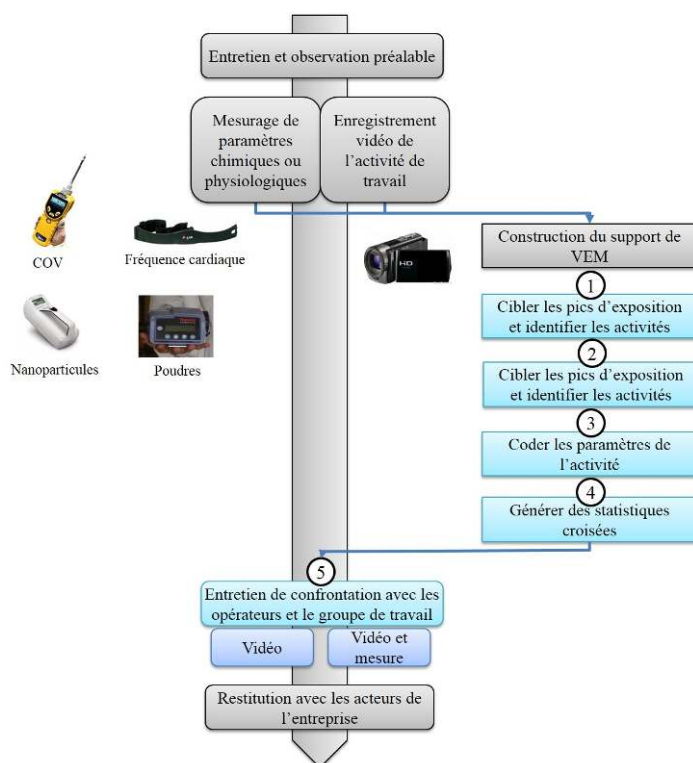 Entretien et observation préalable
Mesurage de
paramètres
chimiques ou
physiologiques
Enregistrement
vidéo de
l’activité de
travail
COV
Fréquence cardiaque
Nanoparticules
Poudres
HD
Construction du support de
VEM
1
Cibler les pics d’exposition
et identifier les activités
2
Cibler les pics d’exposition
et identifier les activités
3
Coder les paramètres de
l’activité
4
Générer des statistiques
croisées
5
Entretien de confrontation avec les
opérateurs et le groupe de travail
Vidéo
Vidéo et
mesure
Restitution avec les acteurs de
l’entreprise